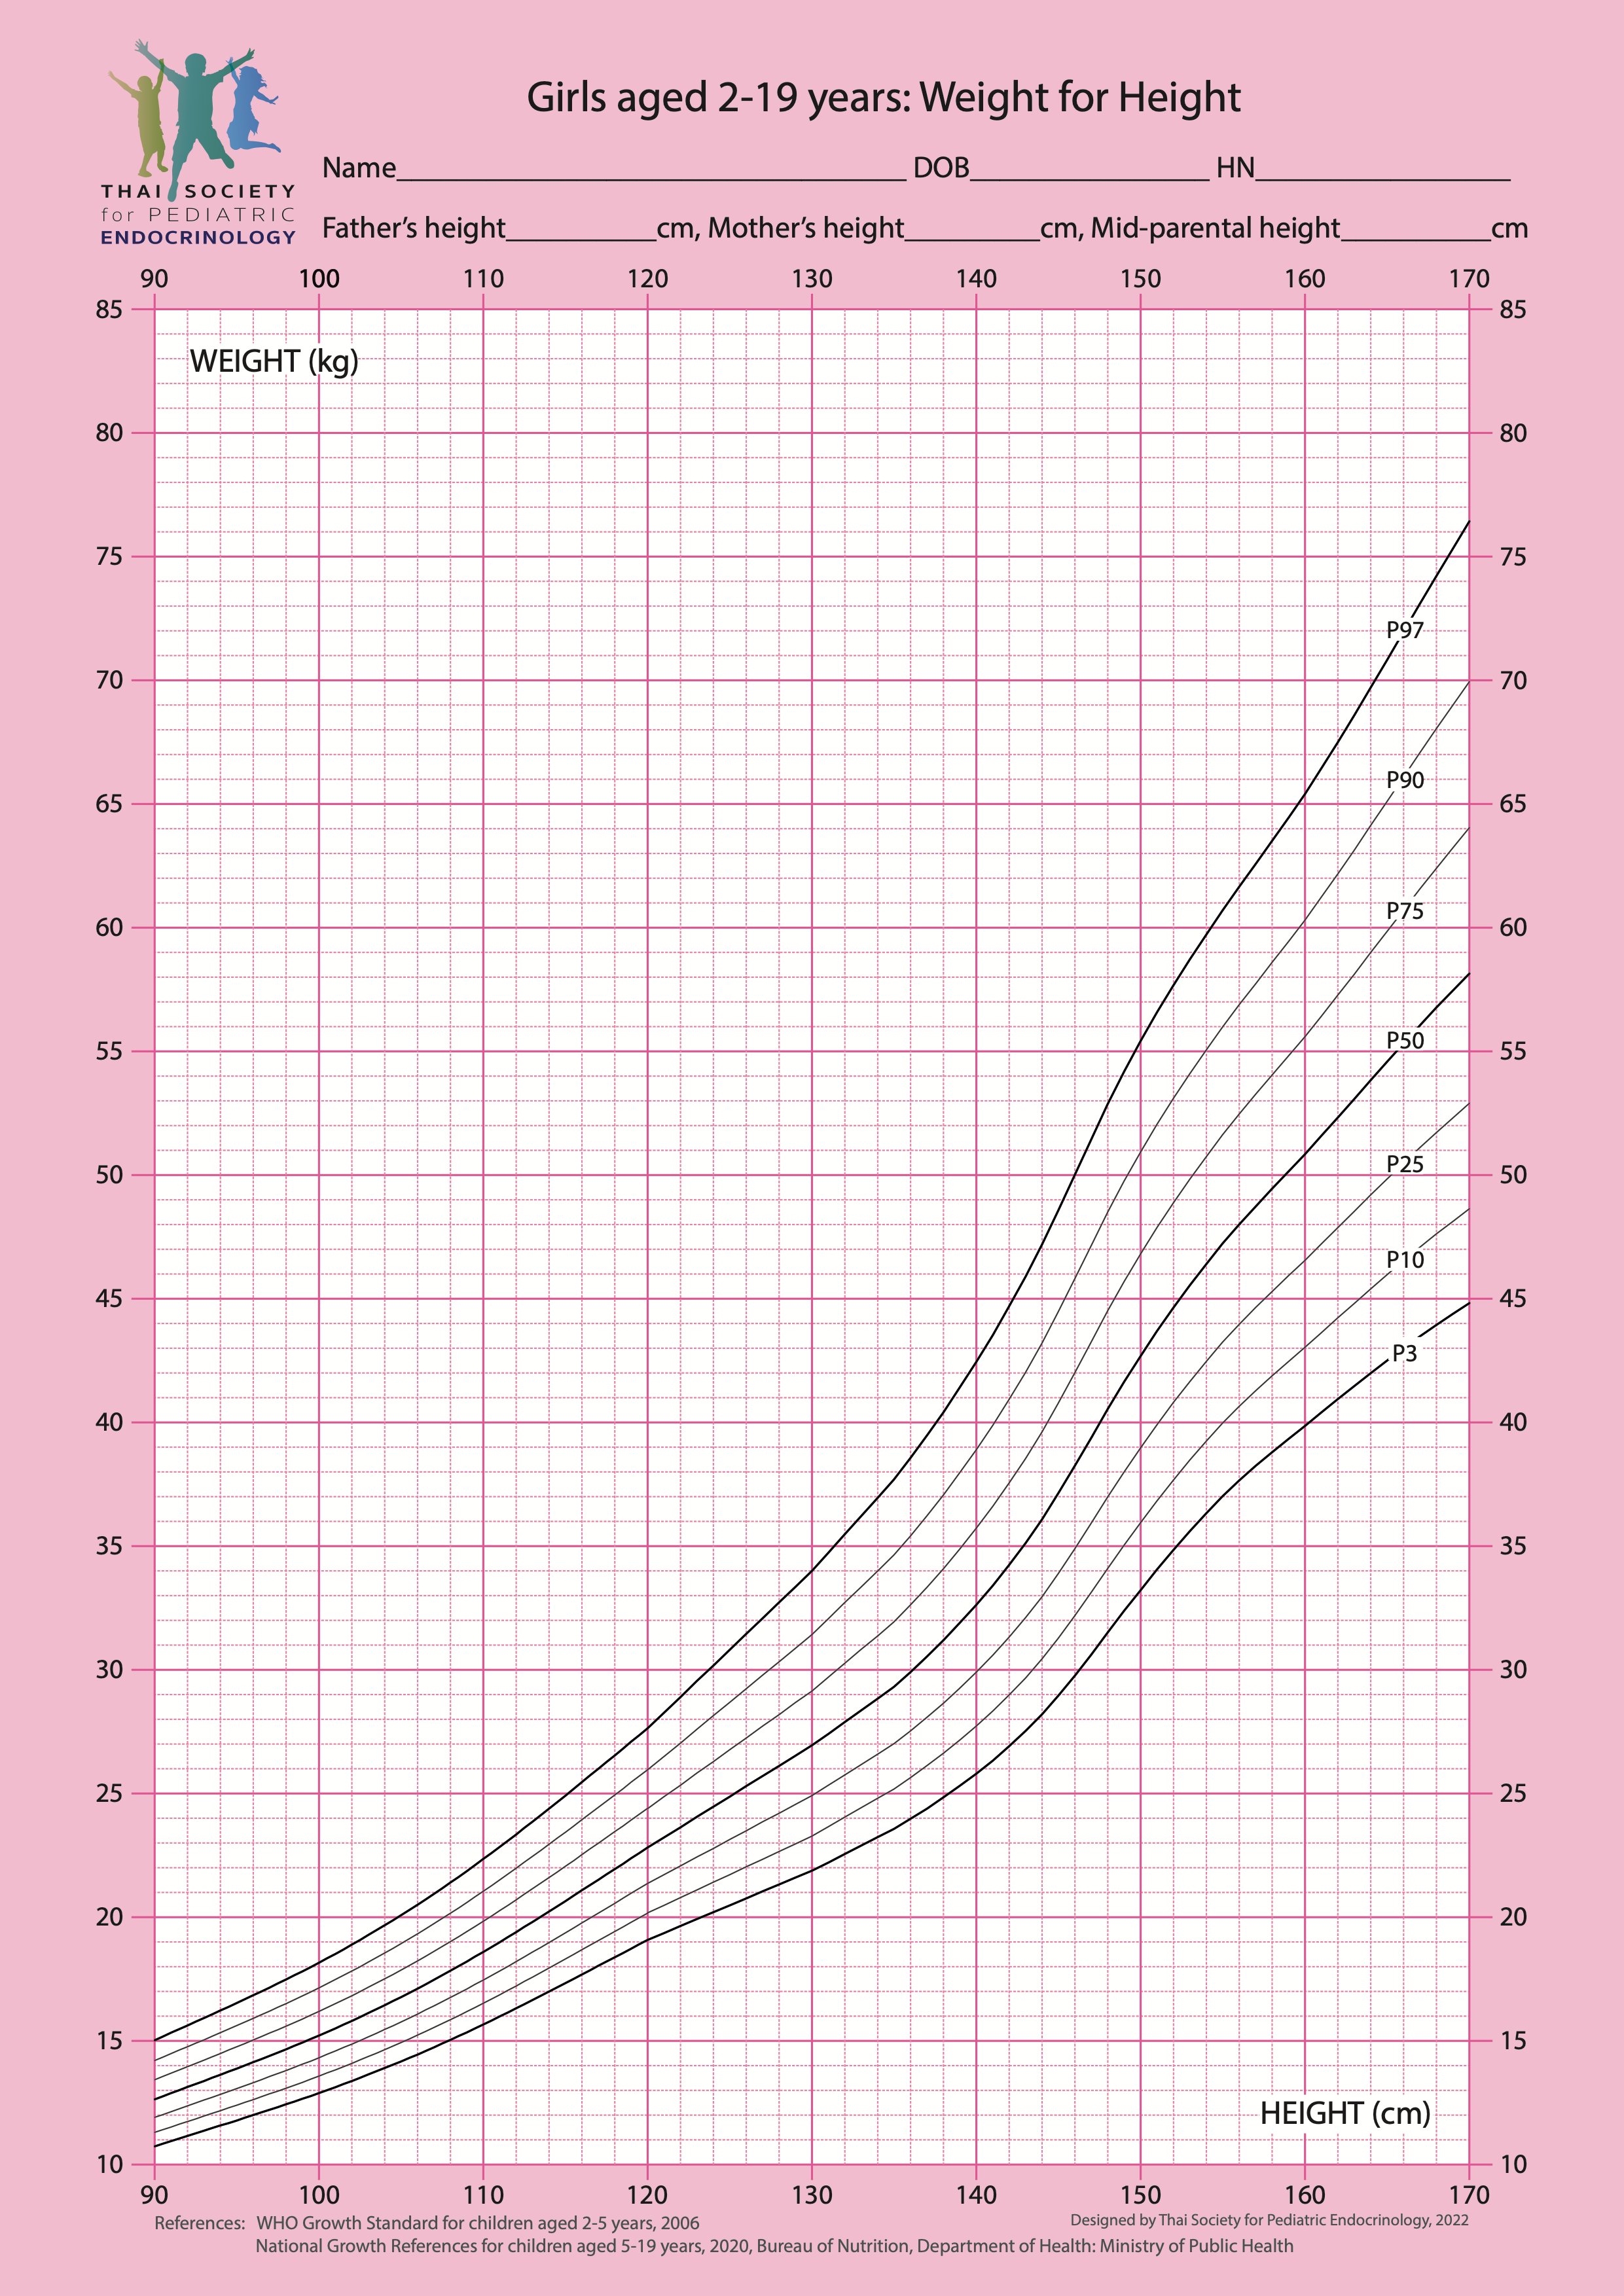 Girls aged 2-19 years: Weight for Height
THAI SOCIETY
for PEDIATRIC
ENDOCRINOLOGY
Name DOB HN
Father’s height cm, Mother’s height cm, Mid-parental height cm
90 100 110 120 130 140 150 160 170
85 85
WEIGHT (kg)
80 80
75 75
P97
70 70
P90
65 65
P75
60 60
P50
55 55
P25
50 50
P10
45 45
P3
40 40
35 35
30 30
25 25
20 20
15 15
HEIGHT (cm)
10 10
90 100 110 120 130 140 150 160 170
References: WHO Growth Standard for children aged 2-5 years, 2006
Designed by Thai Society for Pediatric Endocrinology, 2022
National Growth References for children aged 5-19 years, 2020, Bureau of Nutrition, Department of Health: Ministry of Public Health